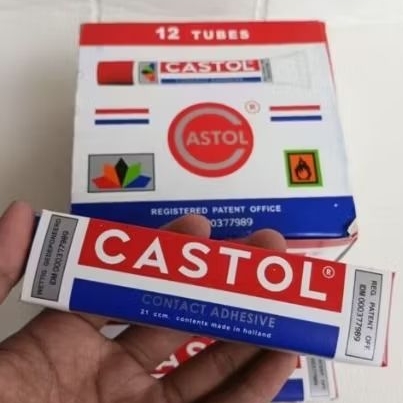 12 TUBES
CASTOL
CASTOL
®
REGISTERED PATENT OFFICE
0377989
CASTOL®
CONTACT ADHESIVE
21 ccm. contents made in holland
REG. PATENT OFF.
BM 000377989